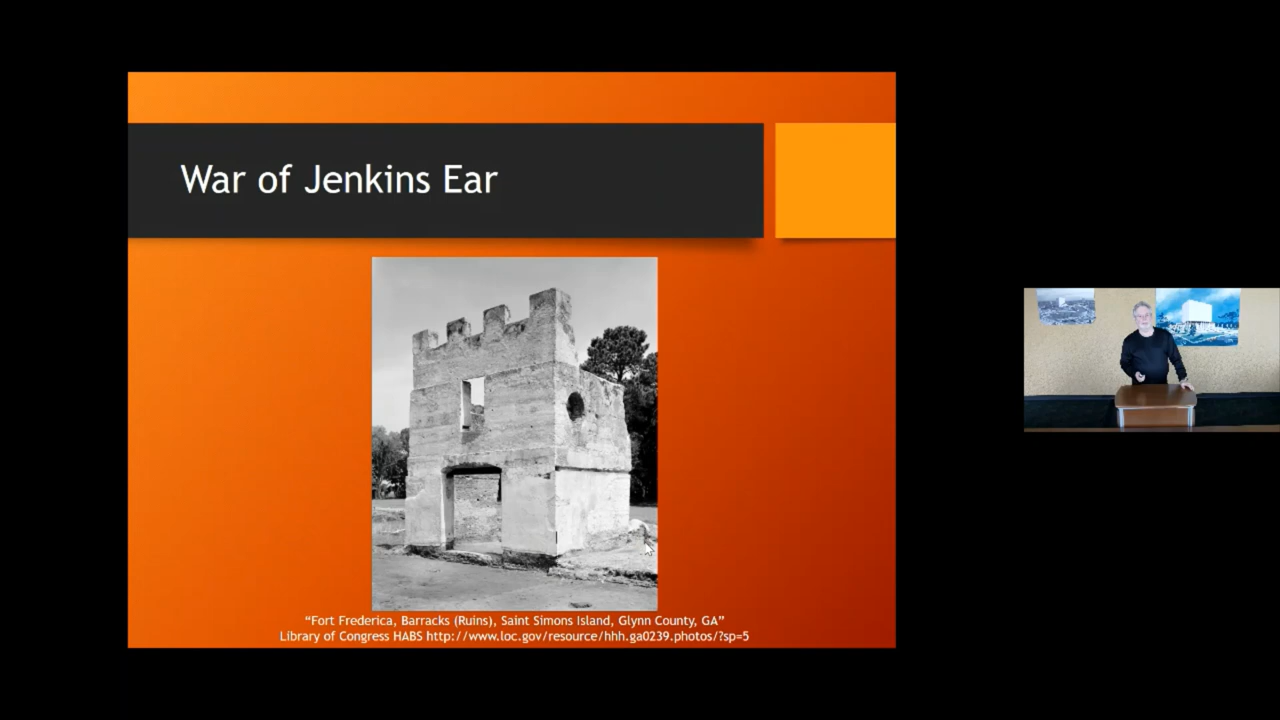 War of Jenkins Ear
“Fort Frederica, Barracks (Ruins), Saint Simons Island, Glynn County, GA”
Library of Congress HABS http://www.loc.gov/resource/hhh.ga0239.photos/?sp=5